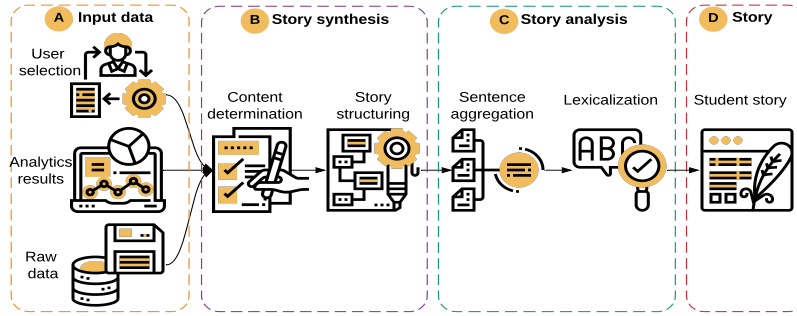 A Input data
User
selection
Analytics
results
Raw
data
B Story synthesis
Content
determination
Story
structuring
C Story analysis
Sentence
aggregation
Lexicalization
ABC
D Story
Student story